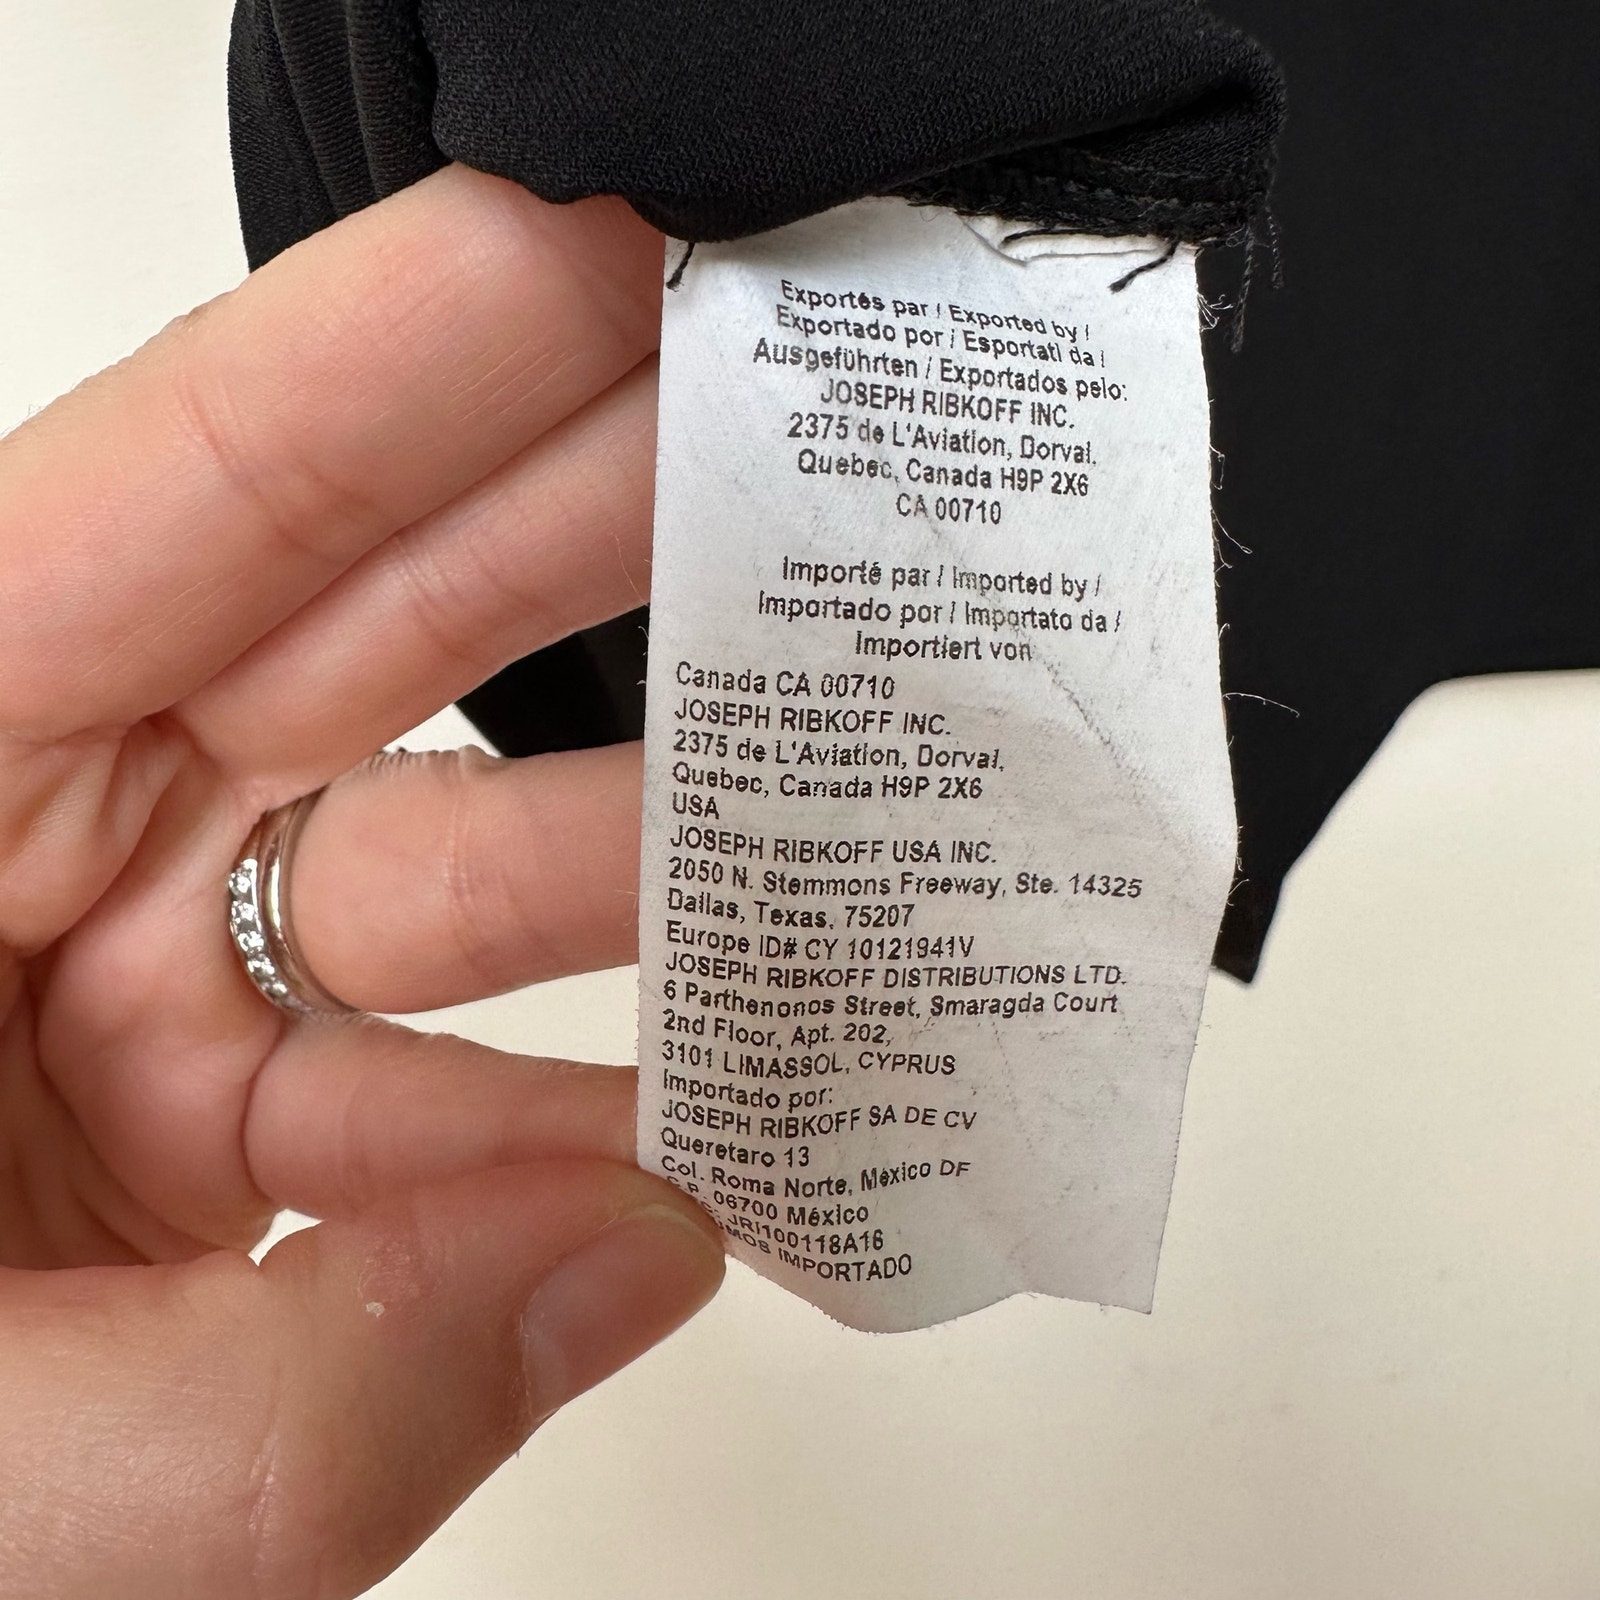 Exportés par / Exported by /
Exportado por / Esportati da /
Ausgeführten / Exportados pelo:
JOSEPH RIBKOFF INC.
2375 de L'Aviation, Dorval,
Quebec, Canada H9P 2X6
CA 00710
Importé par / Imported by /
Importado por / Importato da /
Importiert von
Canada CA 00710
JOSEPH RIBKOFF INC.
2375 de L'Aviation, Dorval,
Quebec, Canada H9P 2X6
USA
JOSEPH RIBKOFF USA INC.
2050 N. Stemmons Freeway, Ste. 14325
Dallas, Texas, 75207
Europe ID# CY 10121941V
JOSEPH RIBKOFF DISTRIBUTIONS LTD.
6 Parthenonos Street, Smaragda Court
2nd Floor, Apt. 202,
3101 LIMASSOL, CYPRUS
Importado por:
JOSEPH RIBKOFF SA DE CV
Queretaro 13
Col. Roma Norte, México DF
C.P. 06700 México
JRI100118A16
IMPORTADO